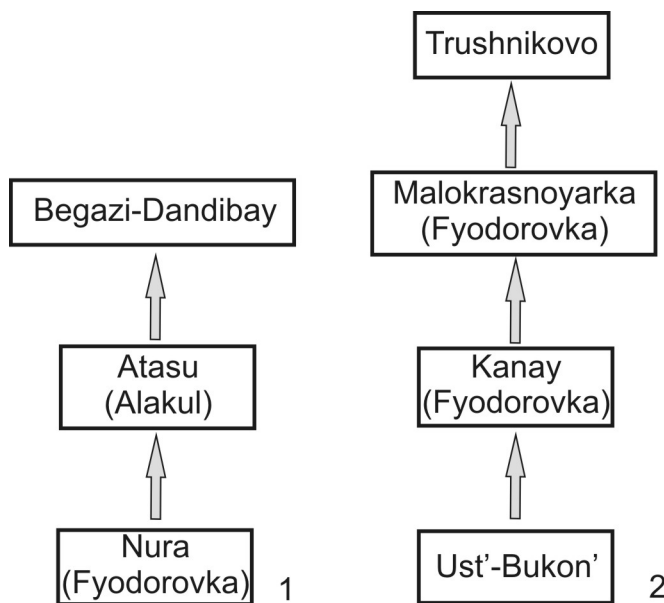 Trushnikovo
Begazi-Dandibay
Malokrasnoyarka
(Fyodorovka)
Atasu
(Alakul)
Kanay
(Fyodorovka)
Nura
(Fyodorovka)
1
Ust'-Bukon'
2